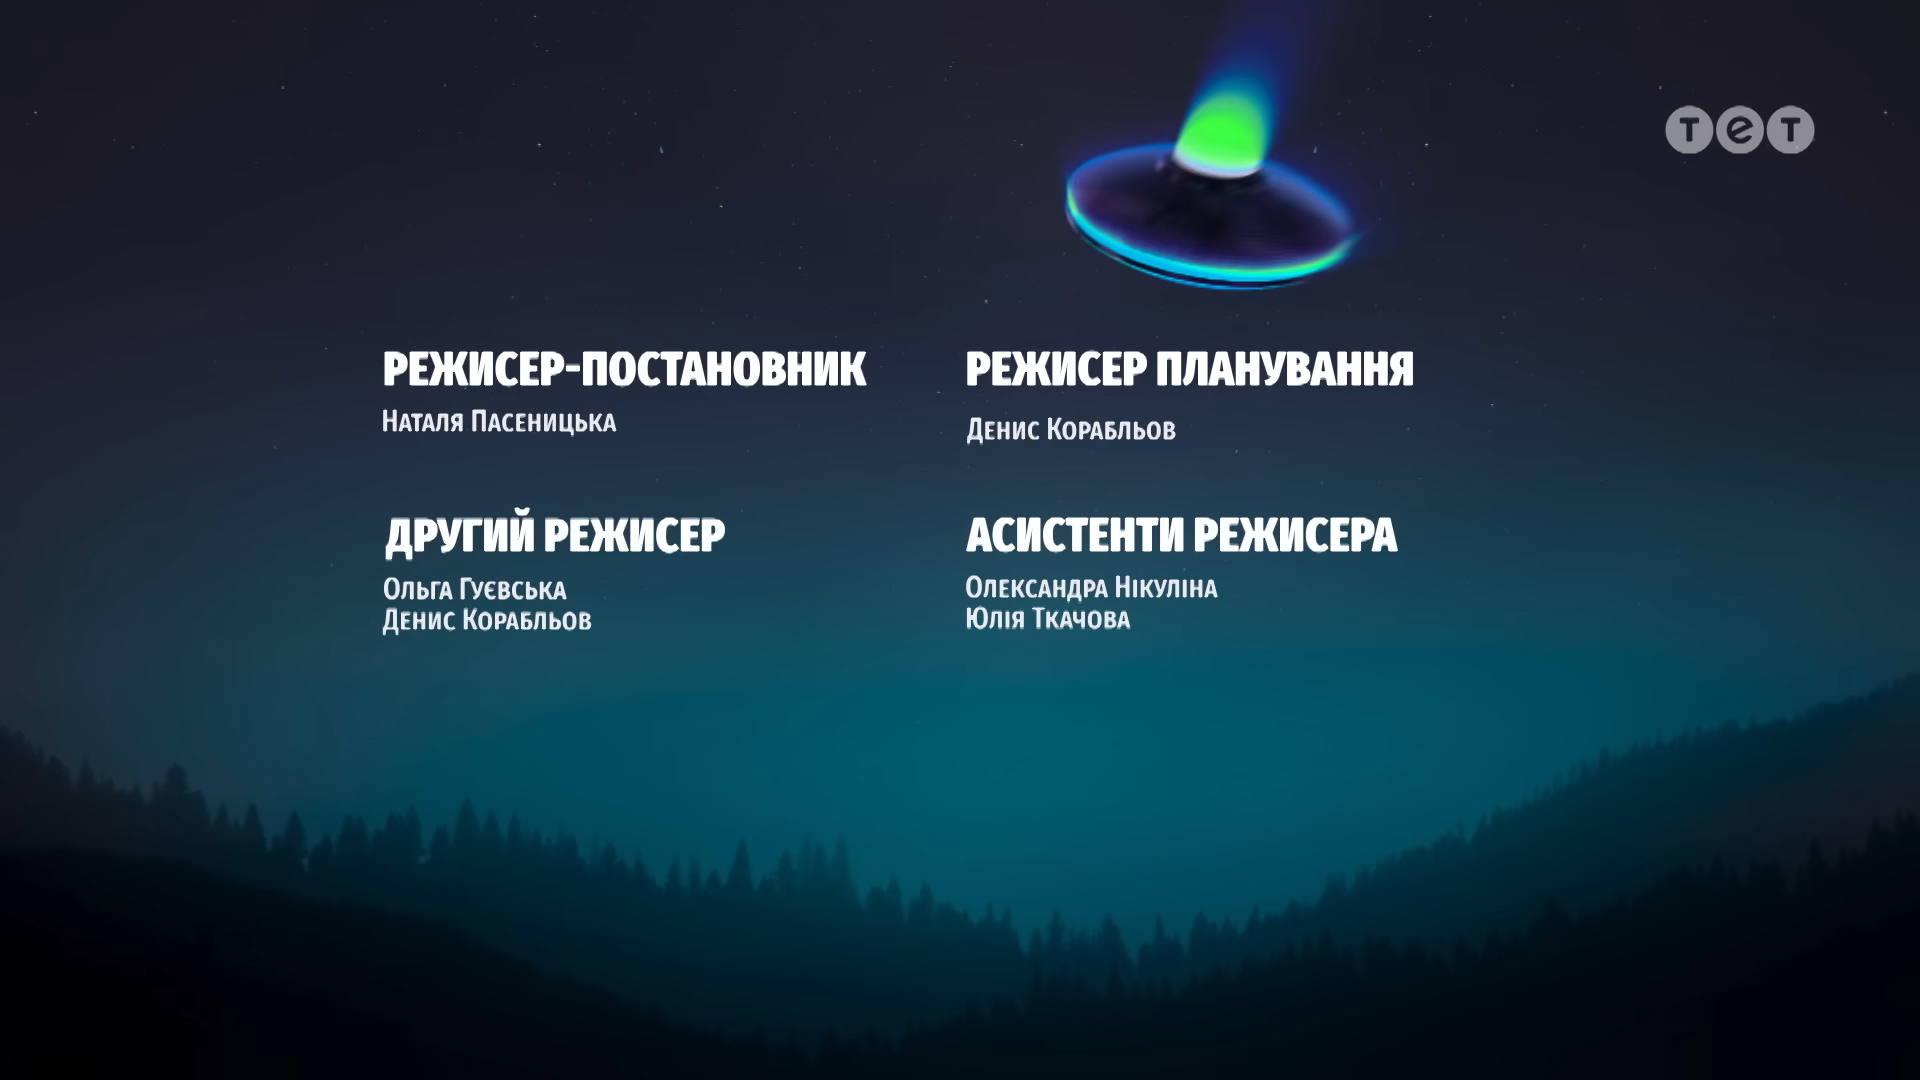 тет
РЕЖИСЕР-ПОСТАНОВНИК
Наталя Пасеницька
РЕЖИСЕР ПЛАНУВАННЯ
Денис Корабльов
ДРУГИЙ РЕЖИСЕР
Ольга Гуєвська
Денис Корабльов
АСИСТЕНТИ РЕЖИСЕРА
Олександра Нікуліна
Юлія Ткачова